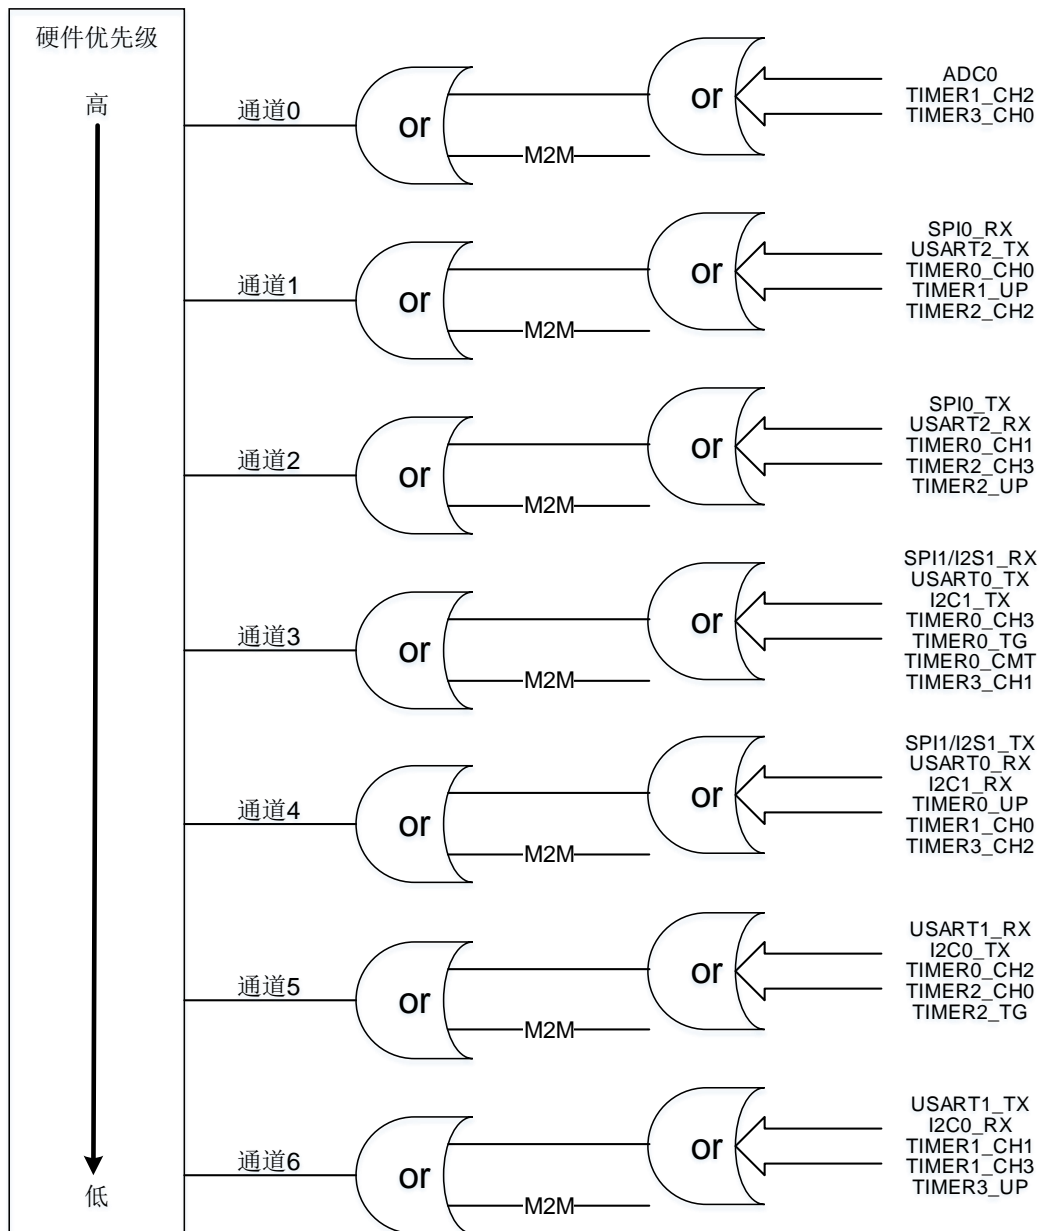 硬件优先级
高
低
通道0
or
M2M
or
ADC0
TIMER1_CH2
TIMER3_CH0
通道1
or
M2M
or
SPI0_RX
USART2_TX
TIMER0_CH0
TIMER1_UP
TIMER2_CH2
通道2
or
M2M
or
SPI0_TX
USART2_RX
TIMER0_CH1
TIMER2_CH3
TIMER2_UP
通道3
or
M2M
or
SPI1/I2S1_RX
USART0_TX
I2C1_TX
TIMER0_CH3
TIMER0_TG
TIMER0_CMT
TIMER3_CH1
通道4
or
M2M
or
SPI1/I2S1_TX
USART0_RX
I2C1_RX
TIMER0_UP
TIMER1_CH0
TIMER3_CH2
通道5
or
M2M
or
USART1_RX
I2C0_TX
TIMER0_CH2
TIMER2_CH0
TIMER2_TG
通道6
or
M2M
or
USART1_TX
I2C0_RX
TIMER1_CH1
TIMER1_CH3
TIMER3_UP